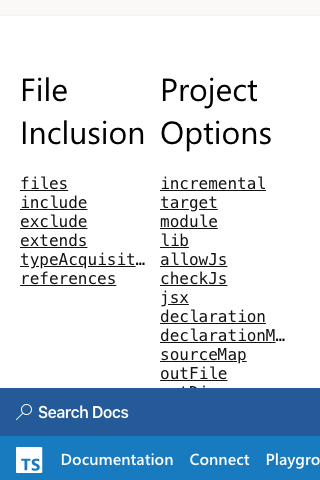 File
Inclusion
files
include
exclude
extends
typeAcquisit…
references
Project
Options
incremental
target
module
lib
allowJs
checkJs
jsx
declaration
declarationM…
sourceMap
outFile
Search Docs
TS Documentation Connect Playgro